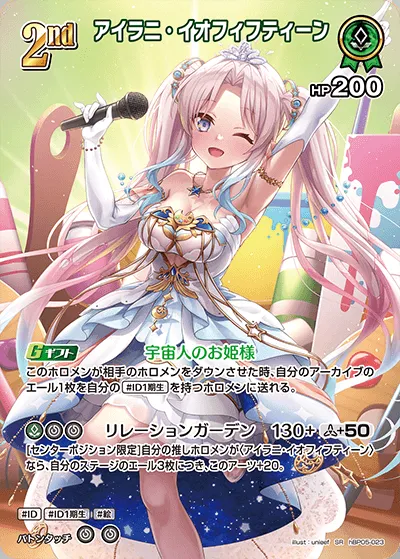 2nd
アイラニ・イオフィフティーン
HP200
Gギフト 宇宙人のお姫様
このホロメンが相手のホロメンをダウンさせた時、自分のアーカイブの
エール1枚を自分の #ID1期生 を持つホロメンに送れる。
リレーションガーデン 130+ +50
[センターポジション限定]自分の推しホロメンが〈アイラニ・イオフィフティーン〉
なら、自分のステージのエール3枚につき、このアーツ+20。
#ID #ID1期生 #絵
バトンタッチ
illust : unleef SR hBP05-023